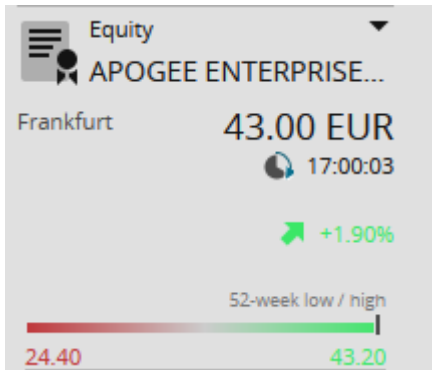 Equity
APOGEE ENTERPRISE...
Frankfurt
43.00 EUR
17:00:03
+1.90%
52-week low / high
24.40
43.20